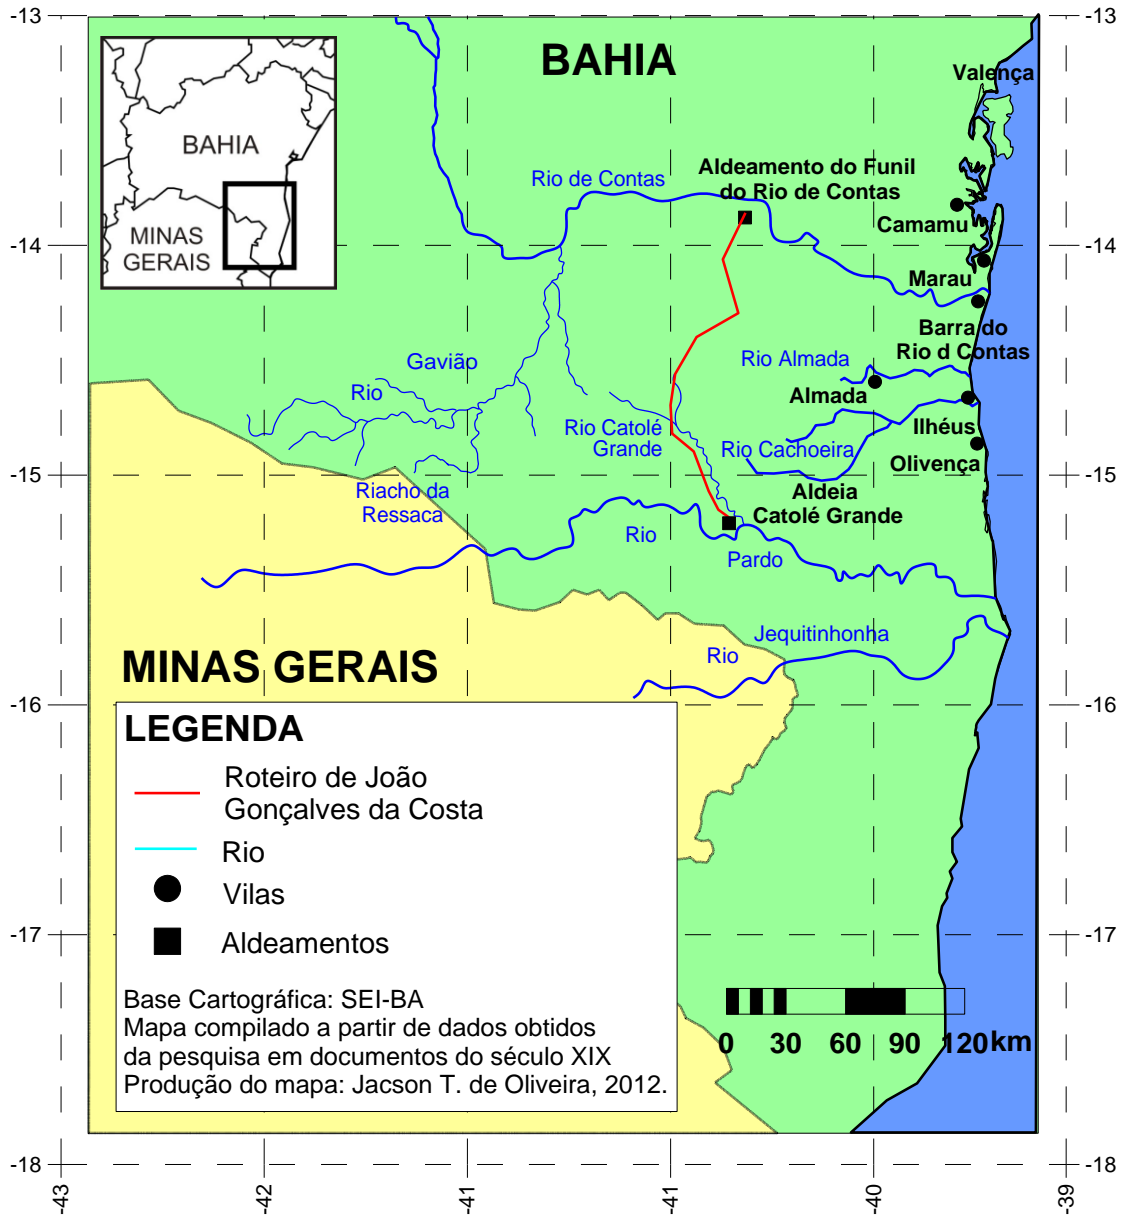 -13
-13
BAHIA
Valença
BAHIA
MINAS
GERAIS
Aldeamento do Funil
do Rio de Contas
Rio de Contas
Camamu
-14
-14
Marau
Barra do
Rio d Contas
Rio Almada
Gavião
Rio
Almada
Rio Catolé
Grande
Ilhéus
Rio Cachoeira
Olivença
-15
-15
Riacho da
Ressaca
Aldeia
Catolé Grande
Rio
Pardo
Jequitinhonha
Rio
MINAS GERAIS
-16
-16
LEGENDA
Roteiro de João
Gonçalves da Costa
Rio
Vilas
Aldeamentos
-17
-17
Base Cartográfica: SEI-BA
Mapa compilado a partir de dados obtidos
da pesquisa em documentos do século XIX
Produção do mapa: Jacson T. de Oliveira, 2012.
0 30 60 90 120 km
-18
-18
-43
-42
-41
-41
-40
-39